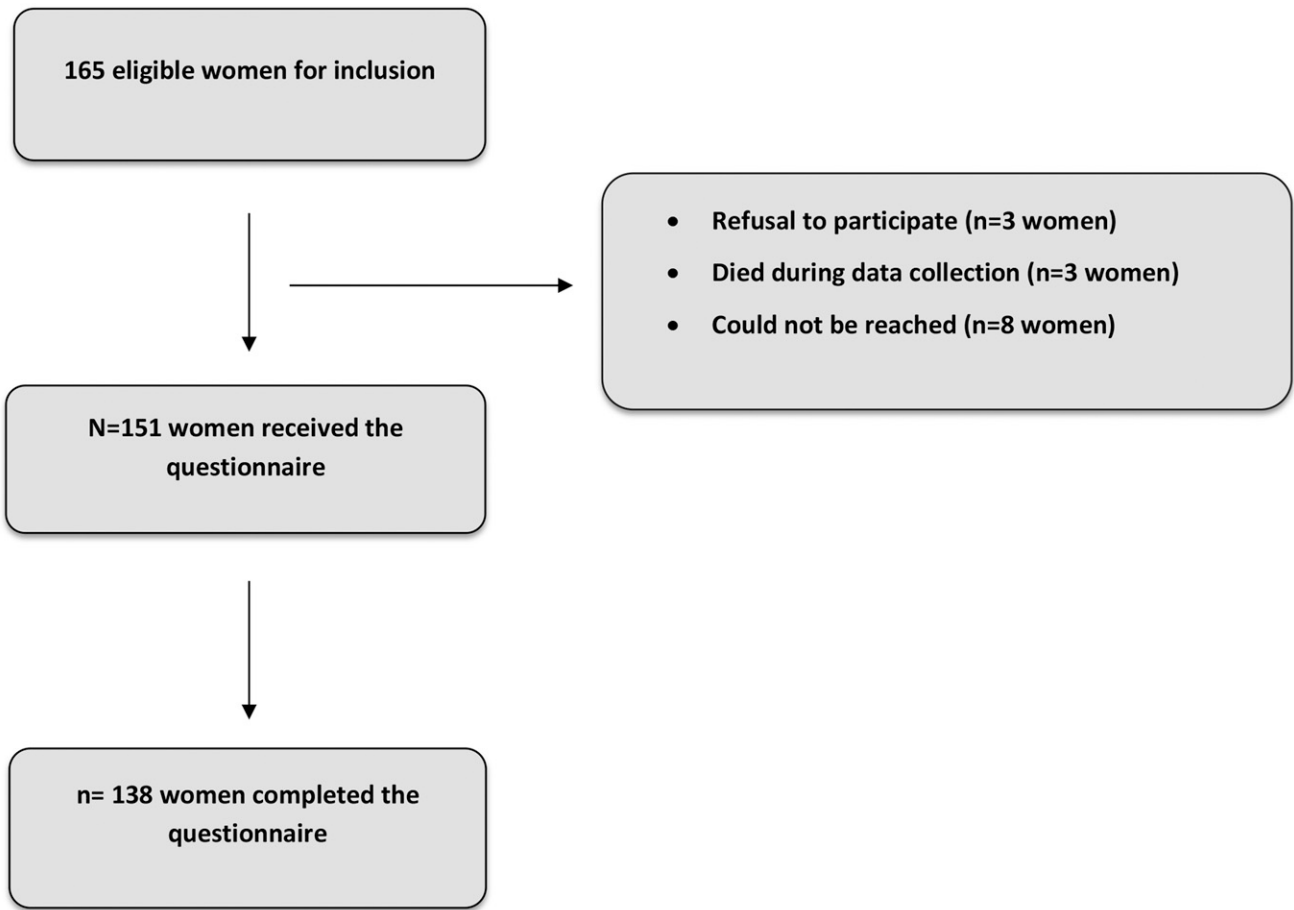 165 eligible women for inclusion
• Refusal to participate (n=3 women)
• Died during data collection (n=3 women)
• Could not be reached (n=8 women)
N=151 women received the
questionnaire
n= 138 women completed the
questionnaire